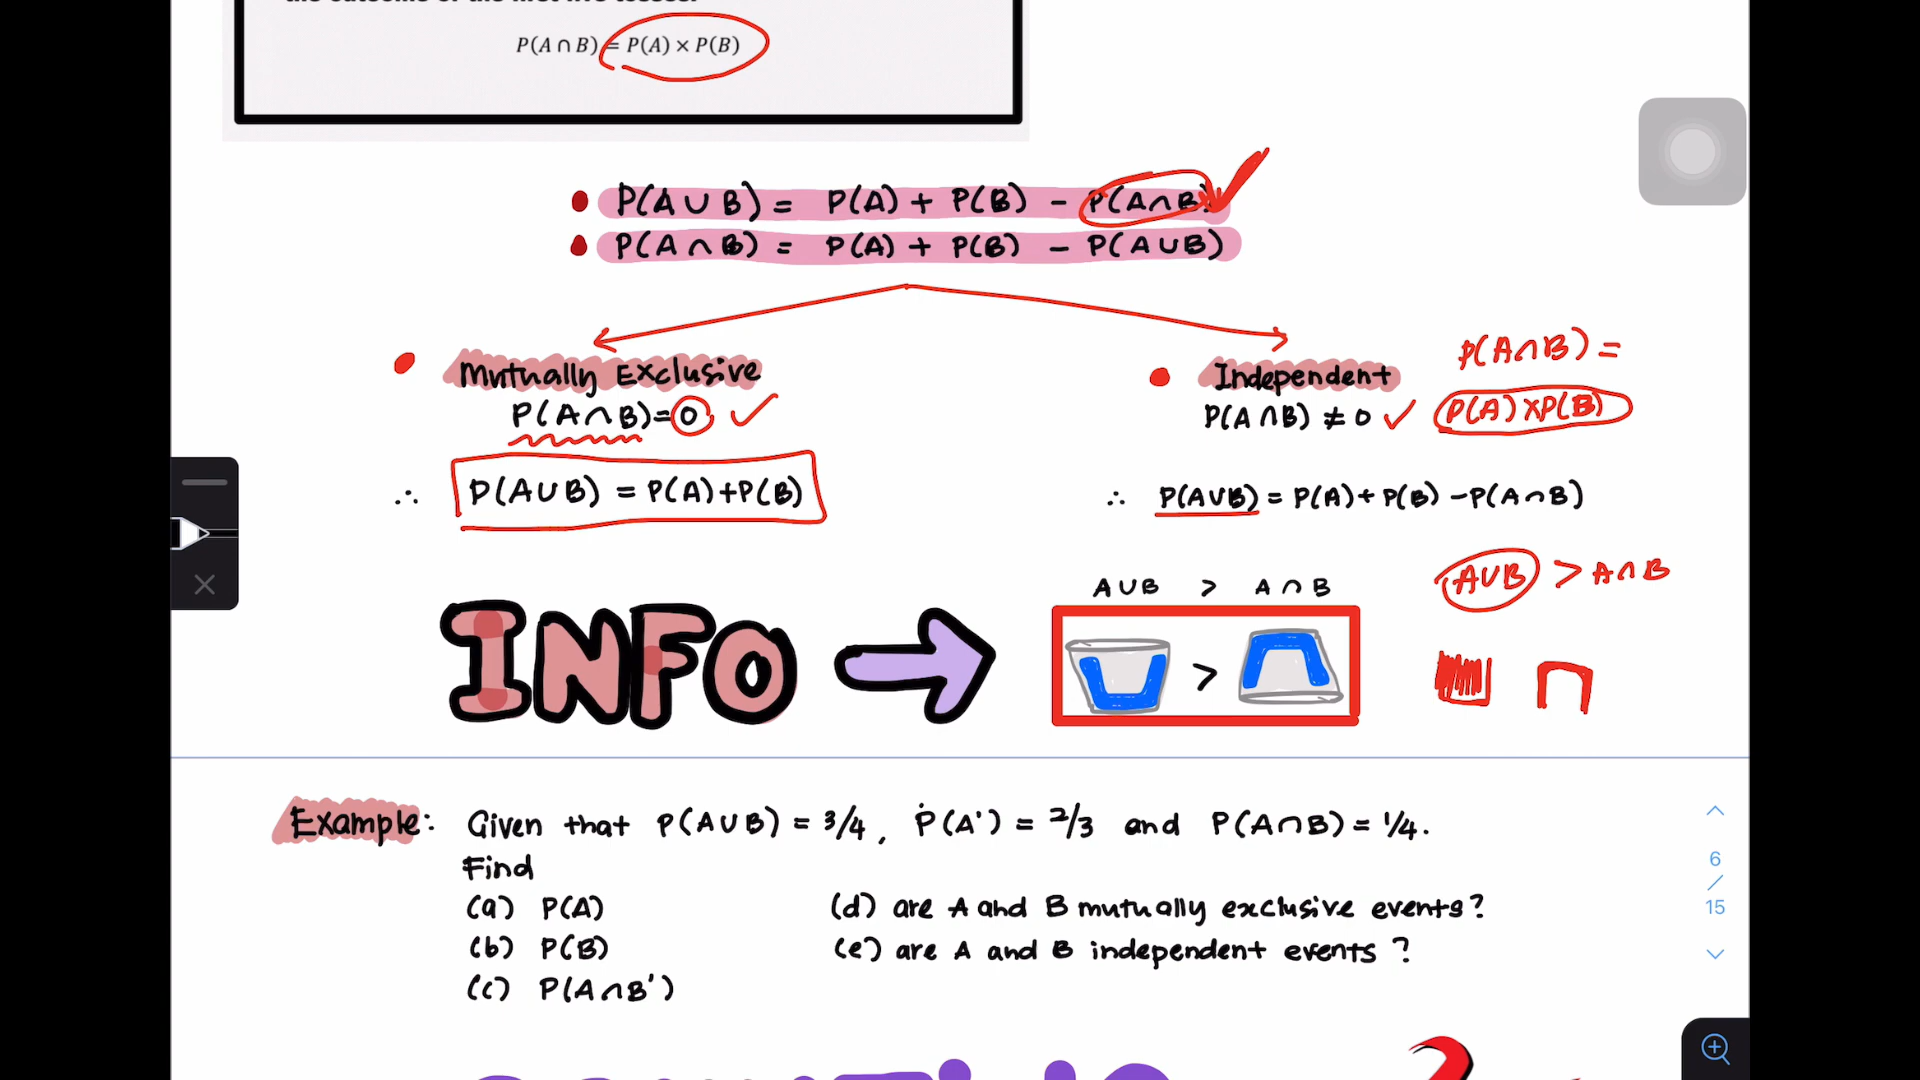 P(A ∩ B) = P(A) × P(B)
P(A ∪ B) = P(A) + P(B) - P(A∩B)
P(A ∩ B) = P(A) + P(B) - P(A ∪ B)
Mutually Exclusive
P(A ∩ B) = 0
∴ P(A∪B) = P(A)+P(B)
Independent
P(A ∩ B) ≠ 0
P(A∩B) =
P(A) x P(B)
∴ P(A∪B) = P(A)+ P(B) -P(A∩B)
INFO
A∪B > A∩B
>
A∪B > A∩B
Example: Given that P(A∪B) = 3/4, P(A') = 2/3 and P(A∩B) = 1/4.
Find
(a) P(A)
(b) P(B)
(c) P(A∩B')
(d) are A and B mutually exclusive events?
(e) are A and B independent events?
6
/
15